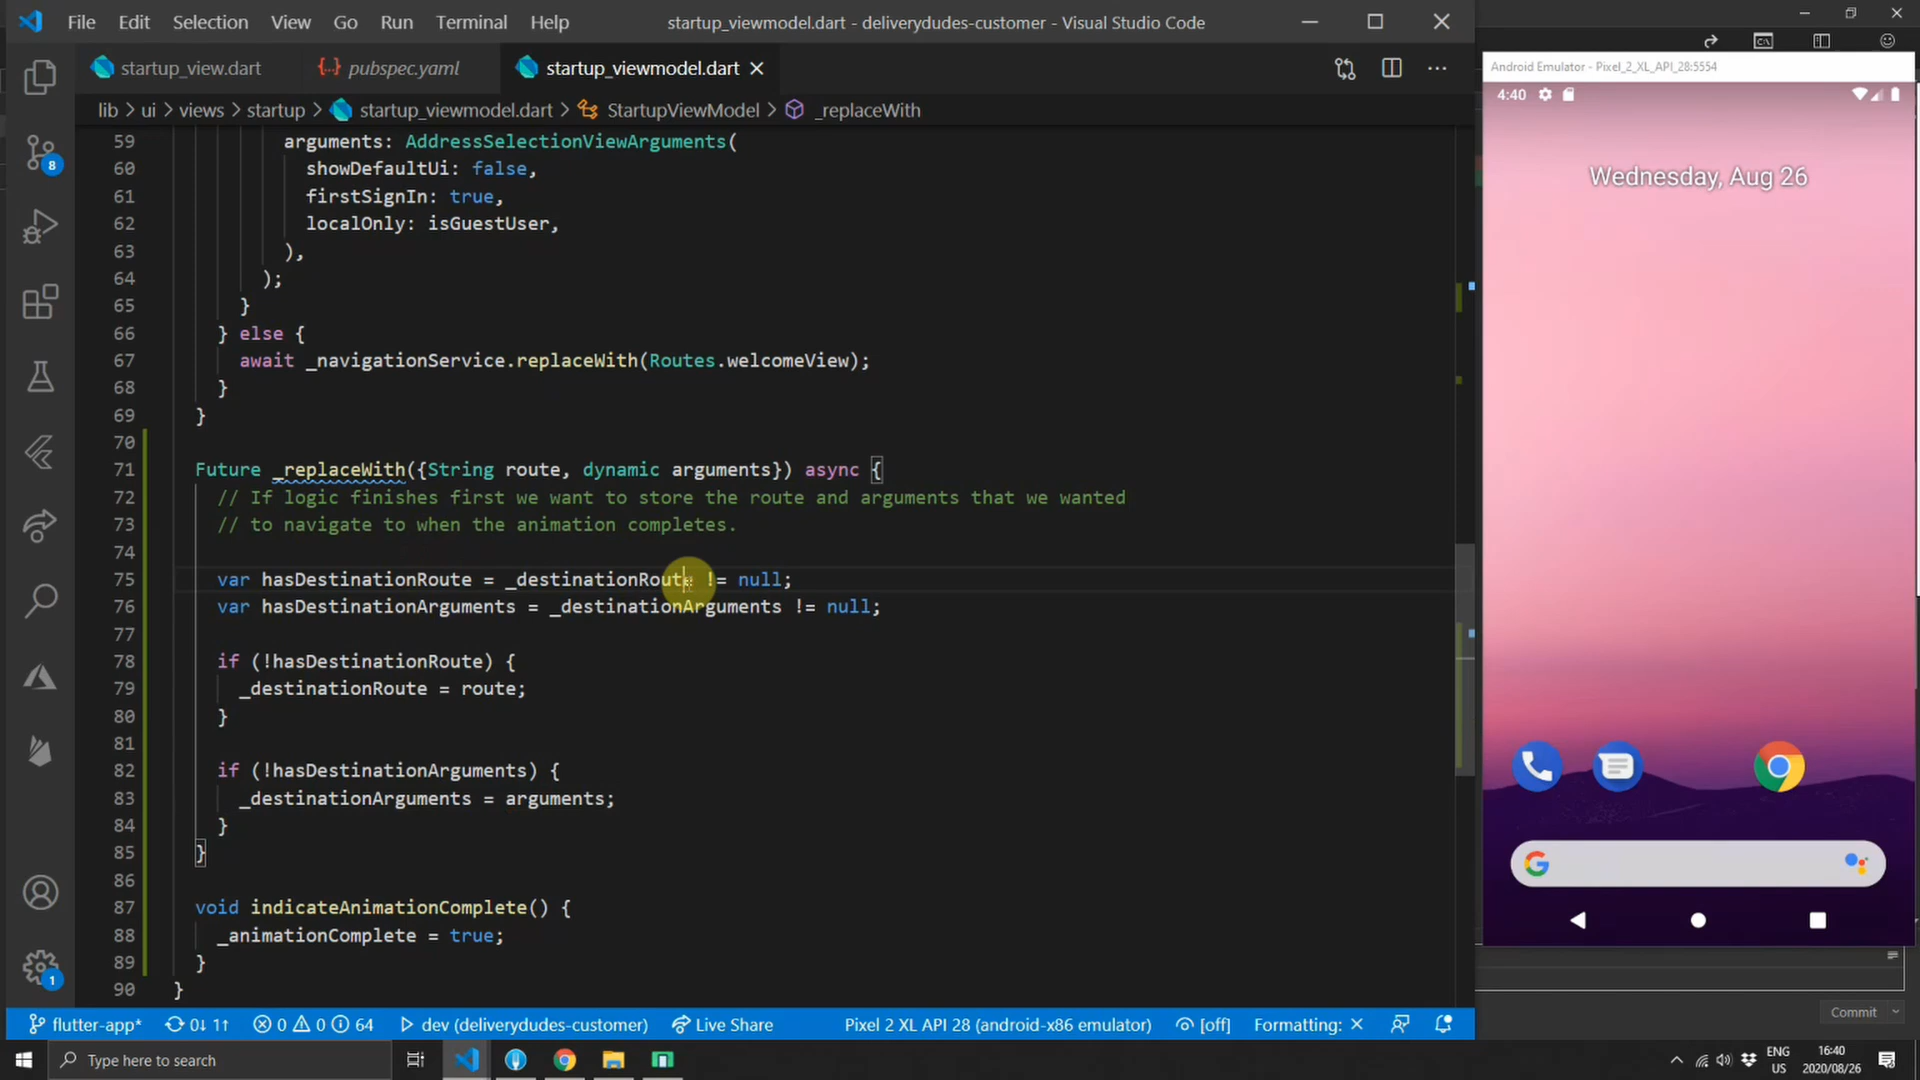 File Edit Selection View Go Run Terminal Help startup_viewmodel.dart - deliverydudes-customer - Visual Studio Code
startup_view.dart pubspec.yaml startup_viewmodel.dart
lib > ui > views > startup > startup_viewmodel.dart > StartupViewModel > _replaceWith
59 arguments: AddressSelectionViewArguments(
60 showDefaultUi: false,
61 firstSignIn: true,
62 localOnly: isGuestUser,
63 ),
64 );
65 }
66 } else {
67 await _navigationService.replaceWith(Routes.welcomeView);
68 }
69 }
70
71 Future _replaceWith({String route, dynamic arguments}) async {
72 // If logic finishes first we want to store the route and arguments that we wanted
73 // to navigate to when the animation completes.
74
75 var hasDestinationRoute = _destinationRoute != null;
76 var hasDestinationArguments = _destinationArguments != null;
77
78 if (!hasDestinationRoute) {
79 _destinationRoute = route;
80 }
81
82 if (!hasDestinationArguments) {
83 _destinationArguments = arguments;
84 }
85 }
86
87 void indicateAnimationComplete() {
88 _animationComplete = true;
89 }
90 }
8
1
flutter-app* 0↓ 1↑ 0 0 64 dev (deliverydudes-customer) Live Share Pixel 2 XL API 28 (android-x86 emulator) [off] Formatting: ×
Android Emulator - Pixel_2_XL_API_28:5554
4:40
Wednesday, Aug 26
Commit
Type here to search
ENG
US
16:40
2020/08/26